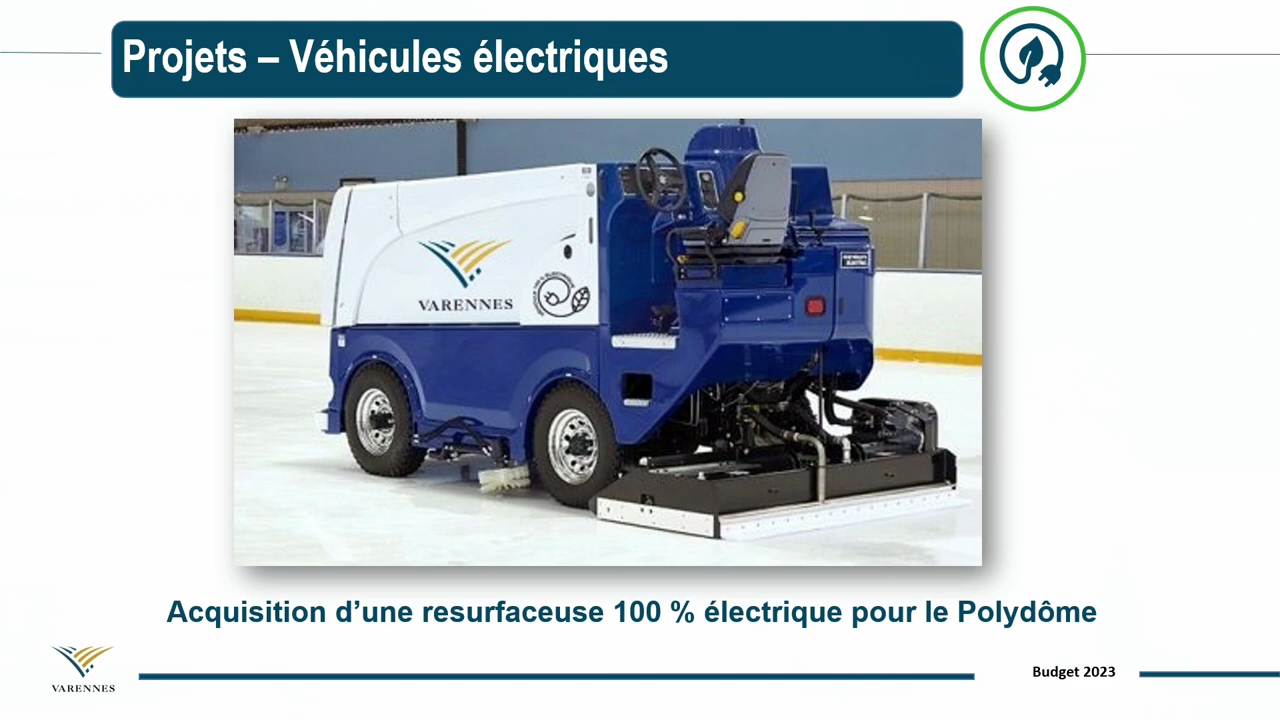 Projets – Véhicules électriques
VARENNES
Acquisition d’une resurfaceuse 100 % électrique pour le Polydôme
VARENNES
Budget 2023